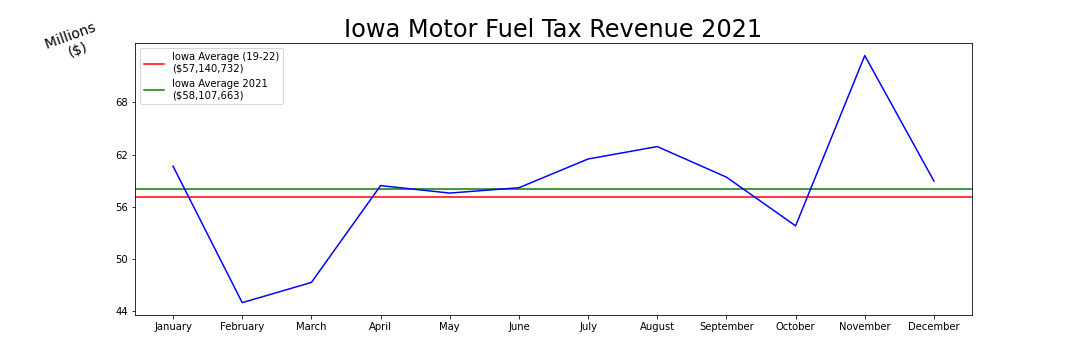 Iowa Motor Fuel Tax Revenue 2021
Millions
($)
Iowa Average (19-22)
($57,140,732)
Iowa Average 2021
($58,107,663)
68
62
56
50
44
January February March April May June July August September October November December